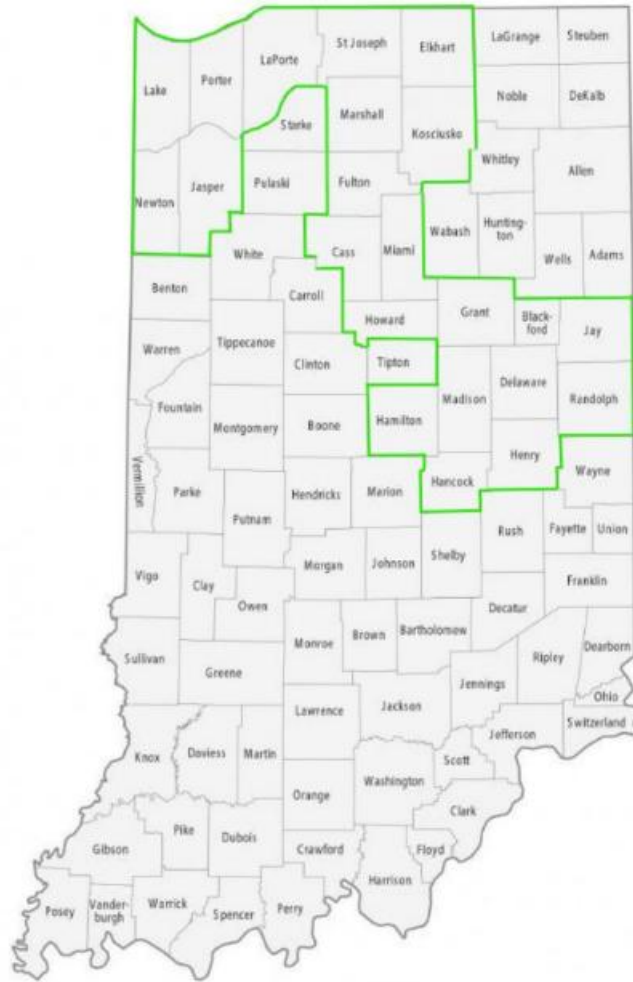 St Joseph
Elkhart
LaGrange
Steuben
LaPorte
Porter
Lake
Noble
DeKalb
Marshall
Starke
Kosciusko
Whitley
Allen
Newton
Jasper
Pulaski
Fulton
Wabash
Hunting-
ton
Wells
Adams
White
Cass
Miami
Benton
Carroll
Howard
Grant
Black-
ford
Jay
Warren
Tippecanoe
Clinton
Tipton
Madison
Delaware
Randolph
Fountain
Montgomery
Boone
Hamilton
Henry
Vermillion
Parke
Putnam
Hendricks
Marion
Hancock
Wayne
Rush
Fayette
Union
Vigo
Clay
Owen
Morgan
Johnson
Shelby
Franklin
Decatur
Sullivan
Greene
Monroe
Brown
Bartholomew
Ripley
Dearborn
Jennings
Ohio
Lawrence
Jackson
Switzerland
Jefferson
Knox
Daviess
Martin
Scott
Washington
Orange
Clark
Gibson
Pike
Dubois
Crawford
Floyd
Harrison
Posey
Vander-
burgh
Warrick
Spencer
Perry